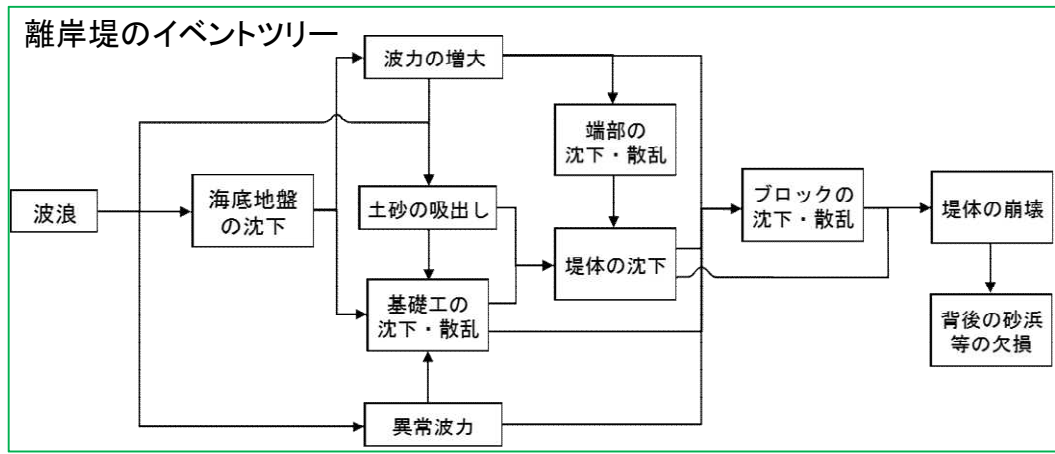 離岸堤のイベントツリー
波力の増大
端部の
沈下・散乱
波浪
海底地盤
の沈下
土砂の吸出し
ブロックの
沈下・散乱
堤体の崩壊
堤体の沈下
基礎工の
沈下・散乱
背後の砂浜
等の欠損
異常波力